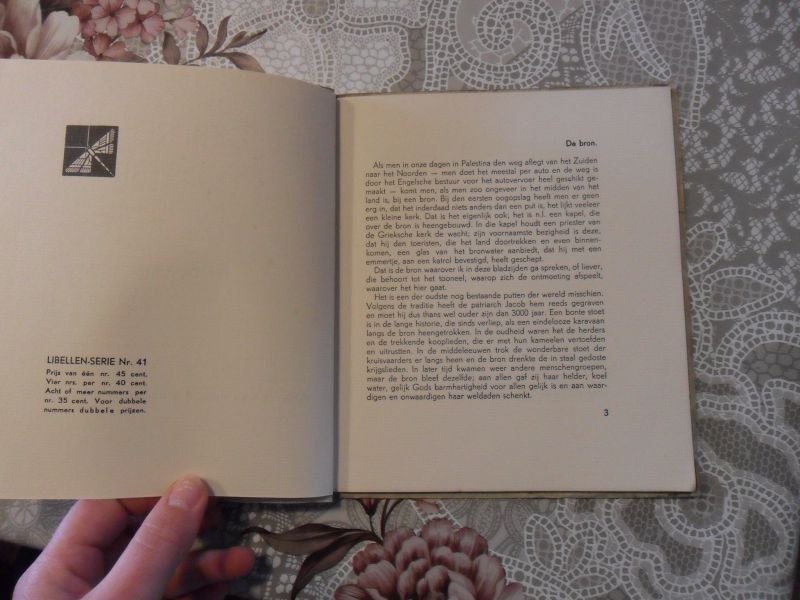 LIBELLEN-SERIE Nr. 41
Prijs van één nr. 45 cent.
Vier nrs. per nr. 40 cent.
Acht of meer nummers per
nr. 35 cent. Voor dubbele
nummers dubbele prijzen.
De bron.
Als men in onze dagen in Palestina den weg aflegt van het Zuiden
naar het Noorden — men doet het meestal per auto en de weg is
door het Engelsche bestuur voor het autovervoer heel geschikt ge-
maakt — komt men, als men zoo ongeveer in het midden van het
land is, bij een bron. Bij den eersten oogopslag heeft men er geen
erg in, dat het inderdaad niets anders dan een put is, het lijkt veeleer
een kleine kerk. Dat is het eigenlijk ook; het is n.l. een kapel, die
over de bron is heengebouwd. In die kapel houdt een priester van
de Grieksche kerk de wacht, zijn voornaamste bezigheid is deze,
dat hij den toeristen, die het land doortrekken en even binnen-
komen, een glas van het bronwater aanbiedt, dat hij met een
emmertje, aan een katrol bevestigd, heeft geschept.
Dat is de bron waarover ik in deze bladzijden ga spreken, of liever,
die behoort tot het tooneel, waarop zich de ontmoeting afspeelt,
waarover het hier gaat.
Het is een der oudste nog bestaande putten der wereld misschien.
Volgens de traditie heeft de patriarch Jacob hem reeds gegraven
en moet hij dus thans wel ouder zijn dan 3000 jaar. Een bonte stoet
is in de lange historie, die sinds verliep, als een eindelooze karavaan
langs de bron heengetrokken. In de oudheid waren het de herders
en de trekkende kooplieden, die er met hun kameelen vertoefden
en uitrustten. In de middeleeuwen trok de wonderbare stoet der
kruisvaarders er langs heen en de bron drenkte de in staal gedoste
krijgslieden. In later tijd kwamen weer andere menschengroepen,
maar de bron bleef dezelfde; aan allen gaf zij haar helder, koel
water, gelijk Gods barmhartigheid voor allen gelijk is en aan waar-
digen en onwaardigen haar weldaden schenkt.
3